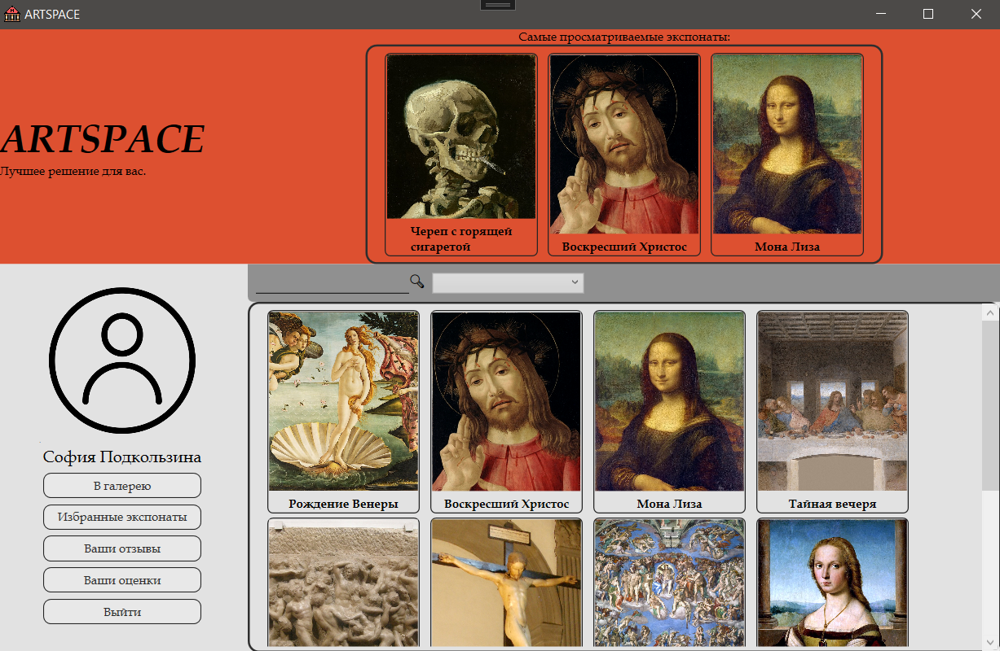 ARTSPACE
Самые просматриваемые экспонаты:
ARTSPACE
Лучшее решение для вас.
Череп с горящей
сигаретой
Воскресший Христос
Мона Лиза
София Подкользина
В галерею
Избранные экспонаты
Ваши отзывы
Ваши оценки
Выйти
Рождение Венеры
Воскресший Христос
Мона Лиза
Тайная вечеря